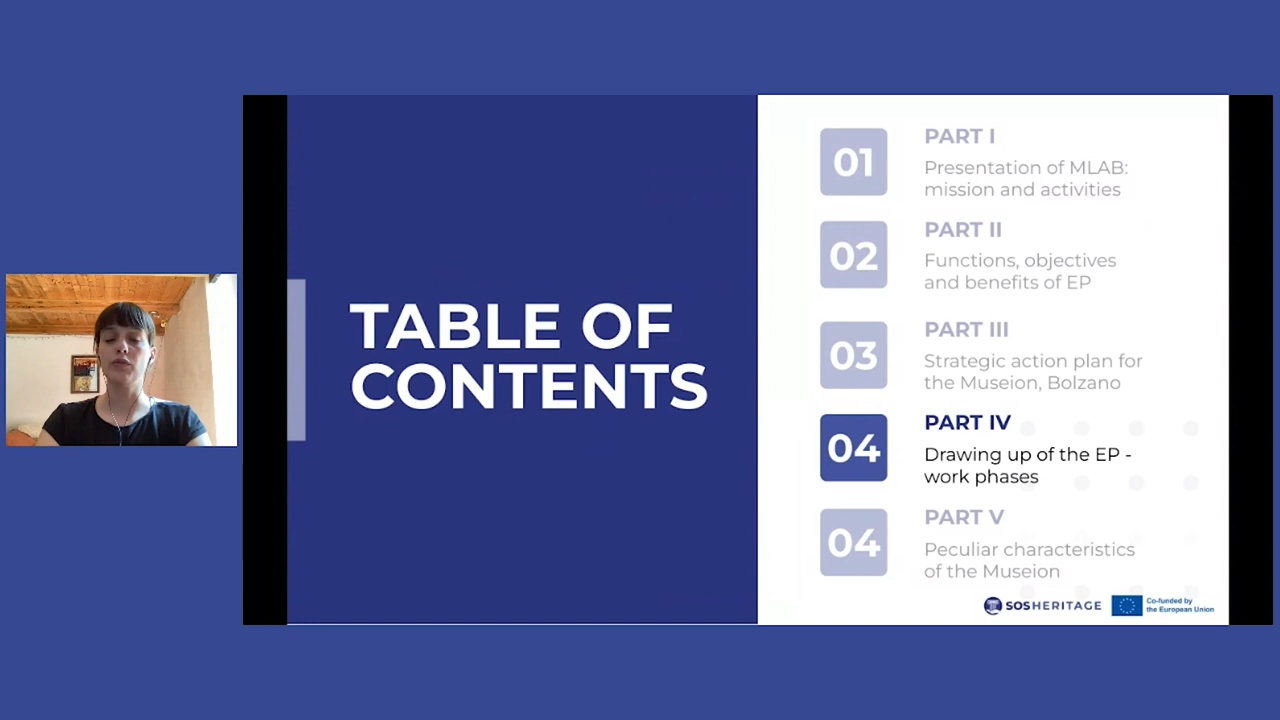 TABLE OF
CONTENTS
01
PART I
Presentation of MLAB:
mission and activities
02
PART II
Functions, objectives
and benefits of EP
03
PART III
Strategic action plan for
the Museion, Bolzano
04
PART IV
Drawing up of the EP -
work phases
04
PART V
Peculiar characteristics
of the Museion
SOSHERITAGE
Co-funded by
the European Union